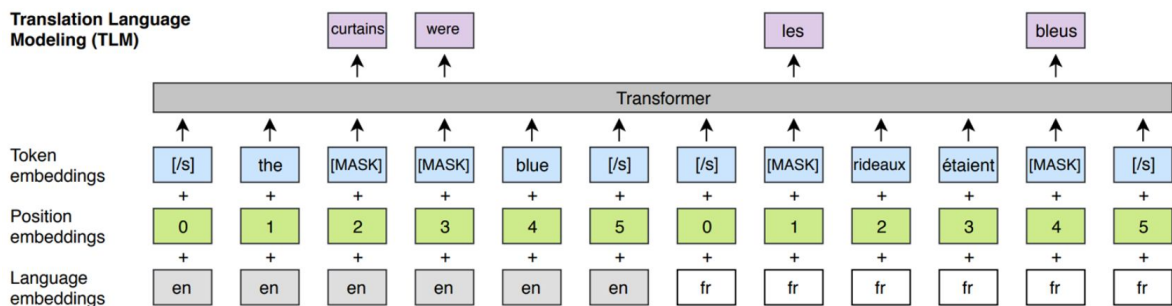 Translation Language
Modeling (TLM)
curtains were les bleus
Transformer
Token
embeddings
[/s] the [MASK] [MASK] blue [/s] [/s] [MASK] rideaux étaient [MASK] [/s]
+ + + + + + + + + + + +
Position
embeddings
0 1 2 3 4 5 0 1 2 3 4 5
+ + + + + + + + + + + +
Language
embeddings
en en en en en en fr fr fr fr fr fr